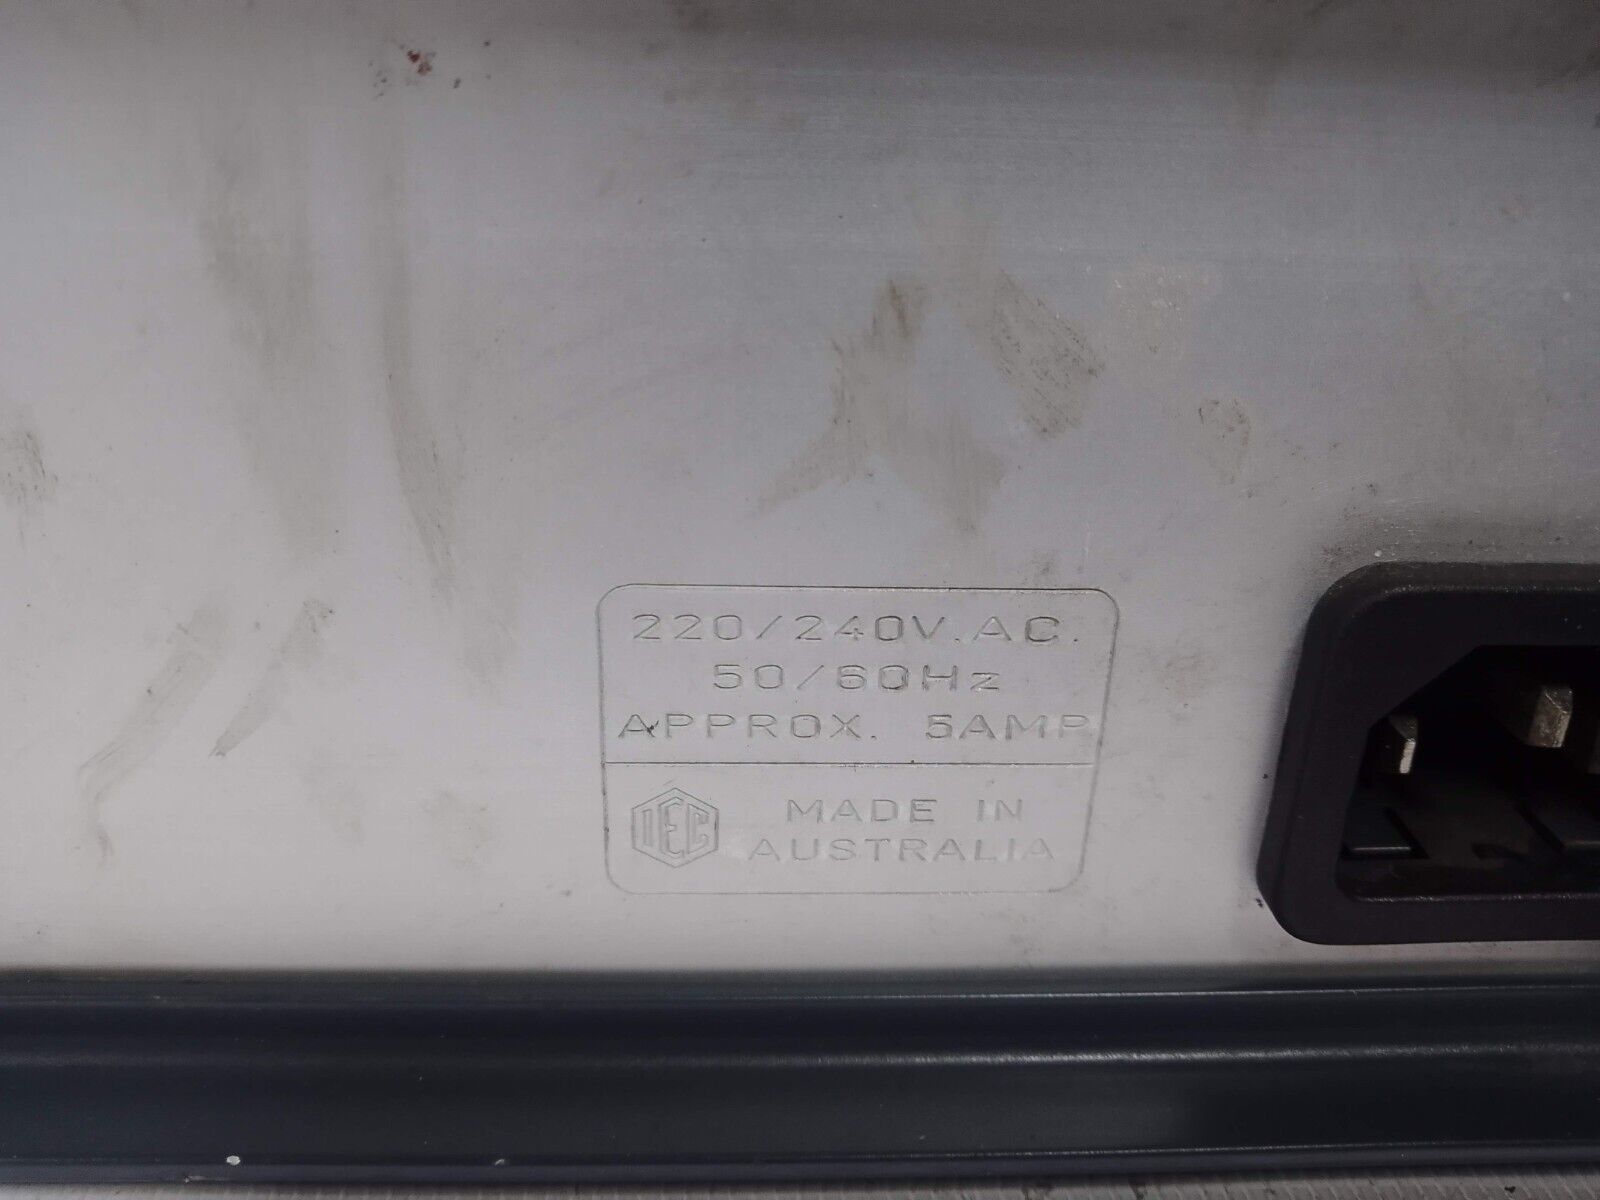 220/240V.AC.
50/60Hz
APPROX. 5AMP
IEC MADE IN
AUSTRALIA